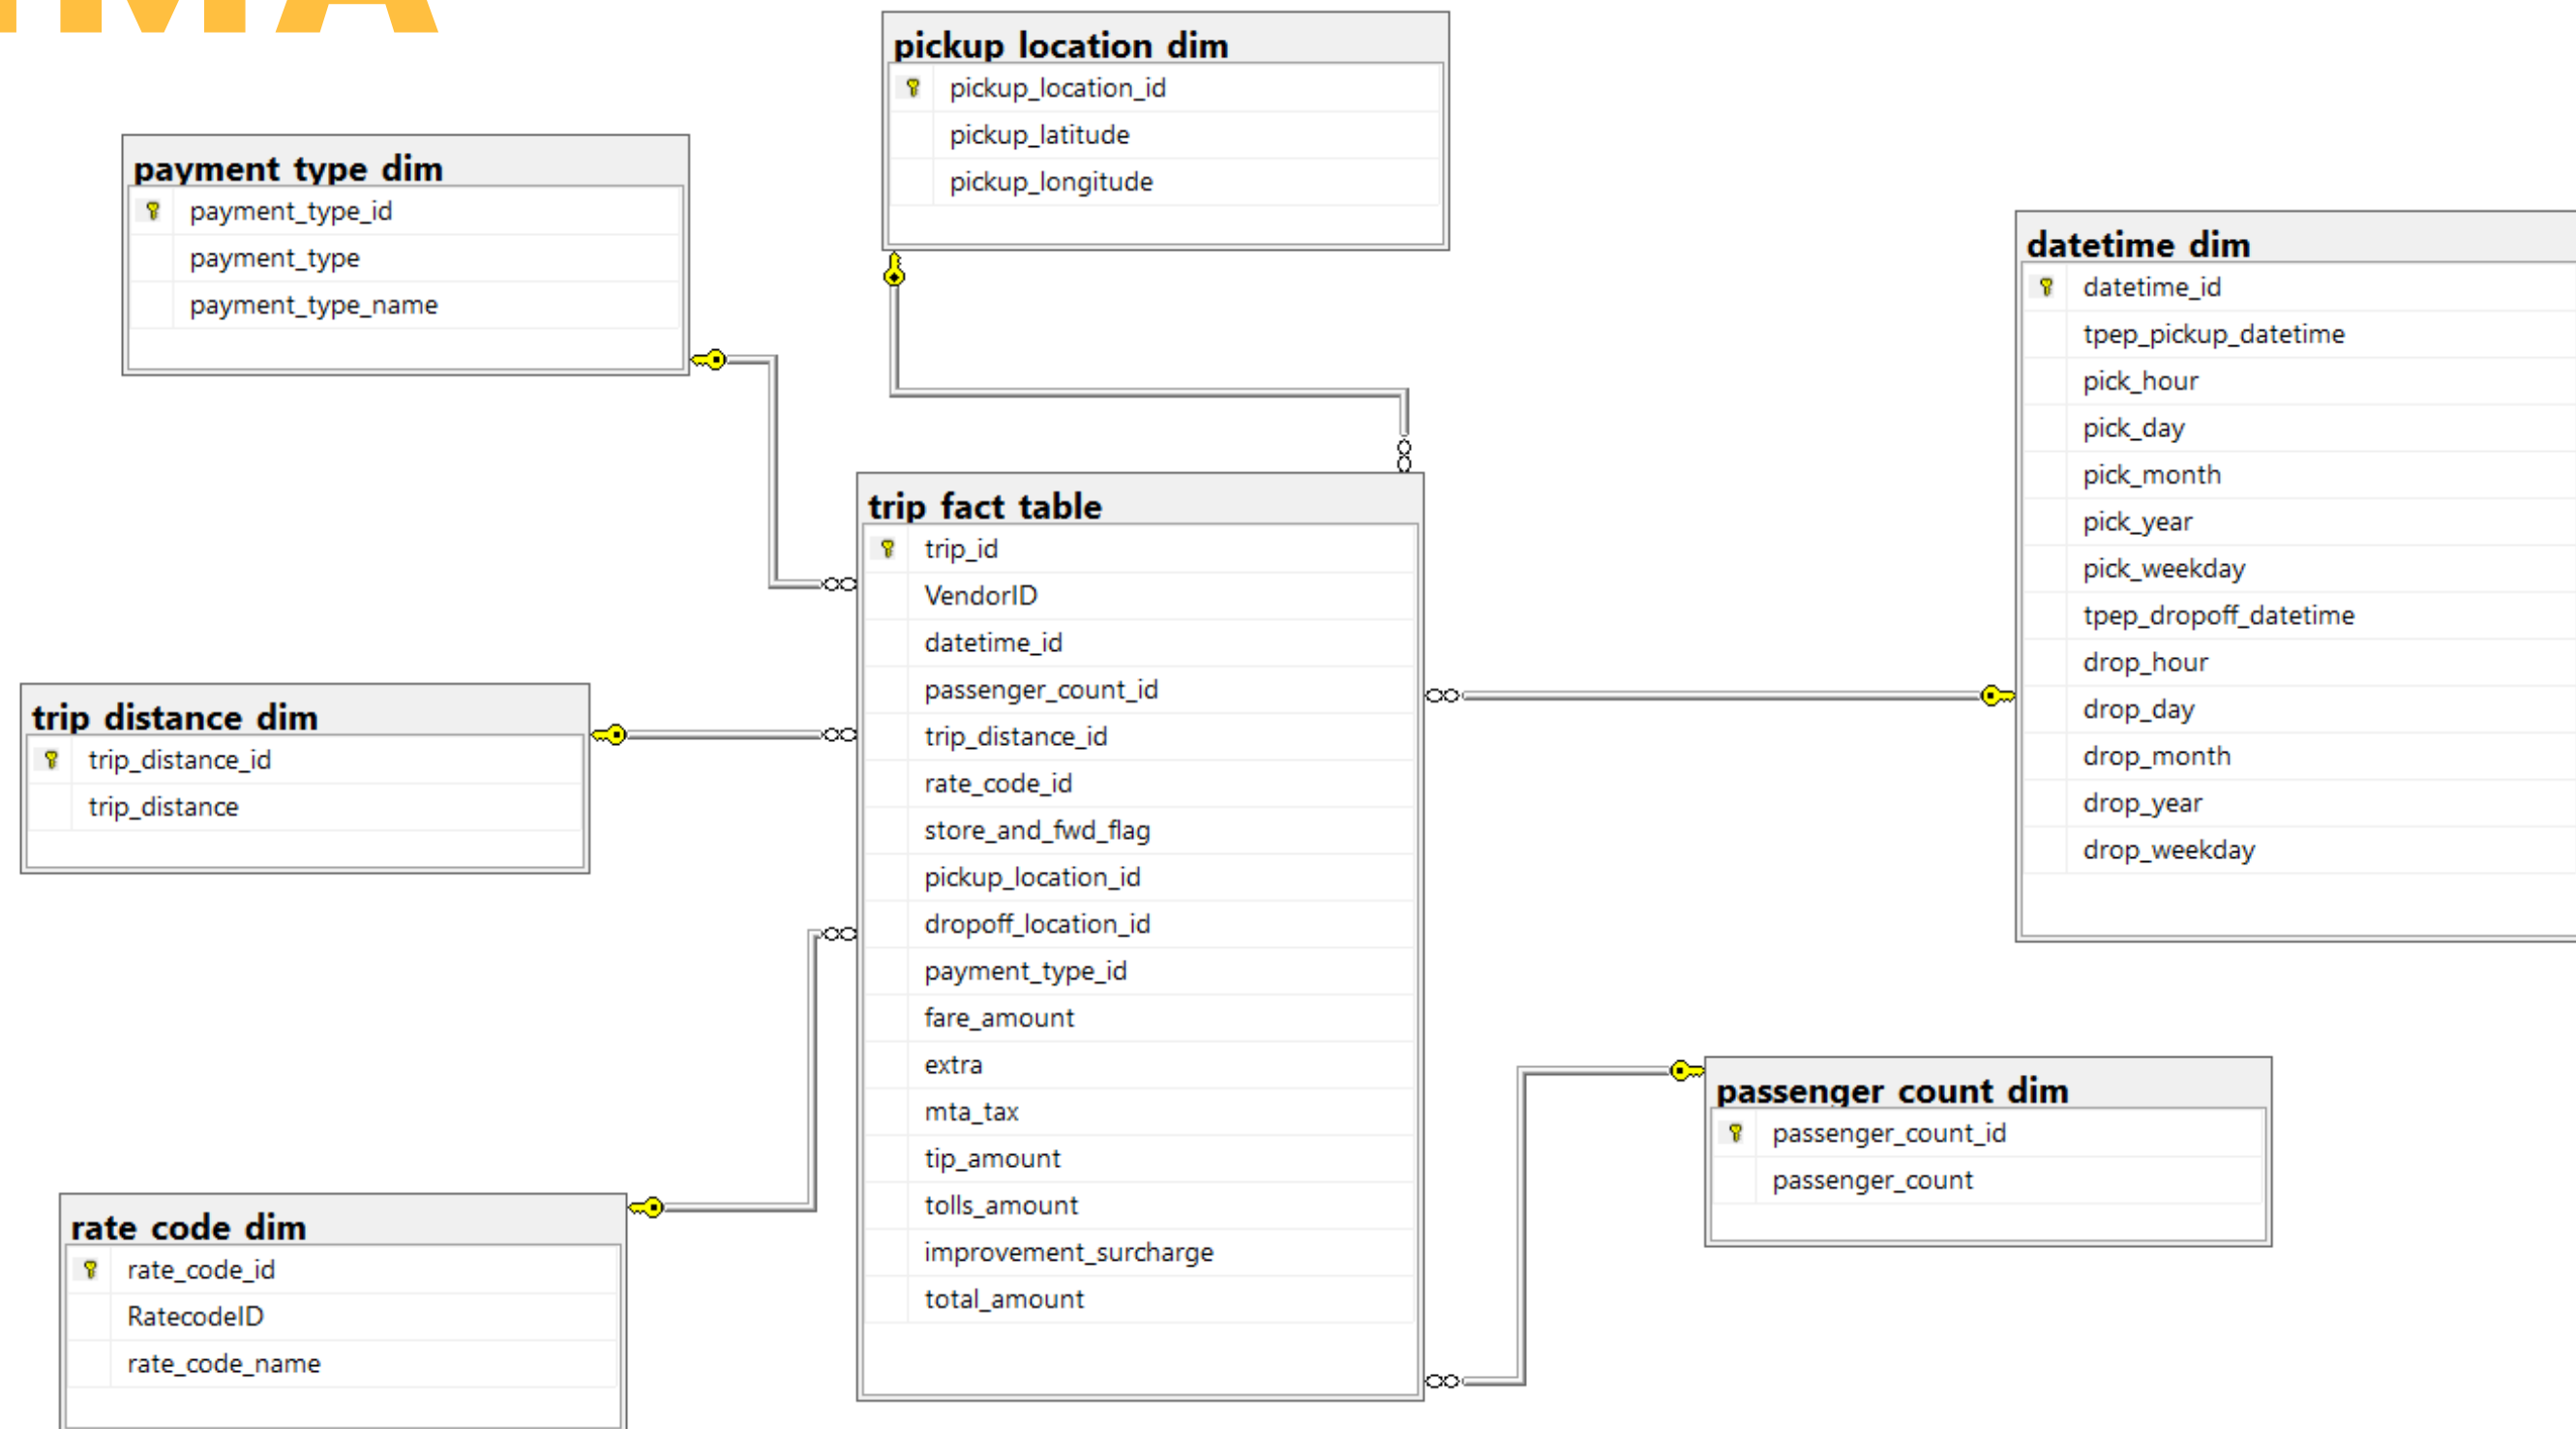 pickup_location_dim
pickup_location_id
pickup_latitude
pickup_longitude
payment_type_dim
payment_type_id
payment_type
payment_type_name
datetime_dim
datetime_id
tpep_pickup_datetime
pick_hour
pick_day
pick_month
pick_year
pick_weekday
tpep_dropoff_datetime
drop_hour
drop_day
drop_month
drop_year
drop_weekday
trip_fact_table
trip_id
VendorID
datetime_id
passenger_count_id
trip_distance_id
rate_code_id
store_and_fwd_flag
pickup_location_id
dropoff_location_id
payment_type_id
fare_amount
extra
mta_tax
tip_amount
tolls_amount
improvement_surcharge
total_amount
trip_distance_dim
trip_distance_id
trip_distance
passenger_count_dim
passenger_count_id
passenger_count
rate_code_dim
rate_code_id
RatecodeID
rate_code_name